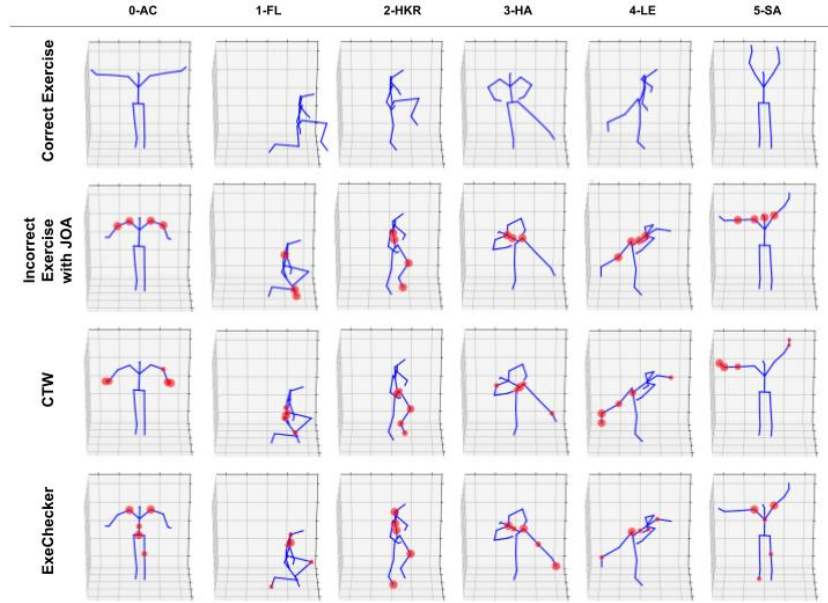 0-AC 1-FL 2-HKR 3-HA 4-LE 5-SA
Correct Exercise
Incorrect
Exercise
with JOA
CTW
ExeChecker